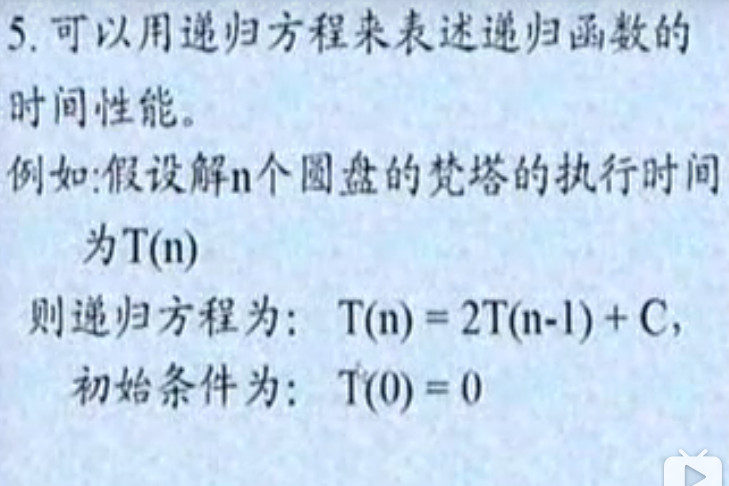 5. 可以用递归方程来表述递归函数的
时间性能。
例如:假设解n个圆盘的梵塔的执行时间
为T(n)
则递归方程为： T(n) = 2T(n-1) + C,
初始条件为： T(0) = 0